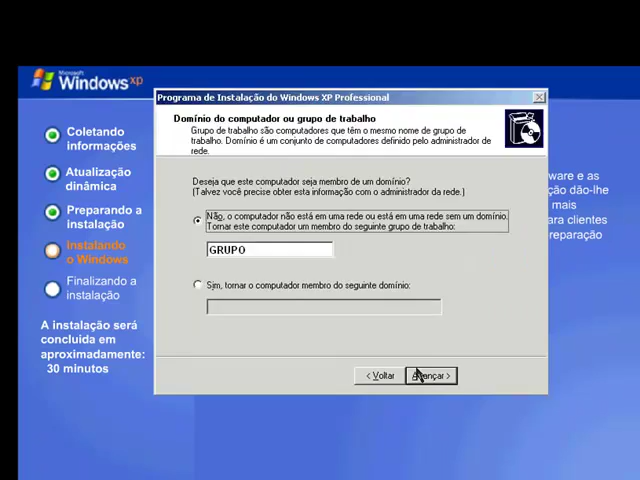 Microsoft
Windows xp
Programa de Instalação do Windows XP Professional
Domínio do computador ou grupo de trabalho
Grupo de trabalho são computadores que têm o mesmo nome de grupo de
trabalho. Domínio é um conjunto de computadores definido pelo administrador de
rede.
Coletando
informações
Atualização
dinâmica
Preparando a
instalação
Instalando
o Windows
Finalizando a
instalação
A instalação será
concluída em
aproximadamente:
30 minutos
Deseja que este computador seja membro de um domínio?
(Talvez você precise obter esta informação com o administrador da rede.)
Não, o computador não está em uma rede ou está em uma rede sem um domínio.
Tornar este computador um membro do seguinte grupo de trabalho:
GRUPO
Sim, tornar o computador membro do seguinte domínio:
< Voltar
Avançar >
ware e as
ção dão-lhe
mais
ara clientes
reparação